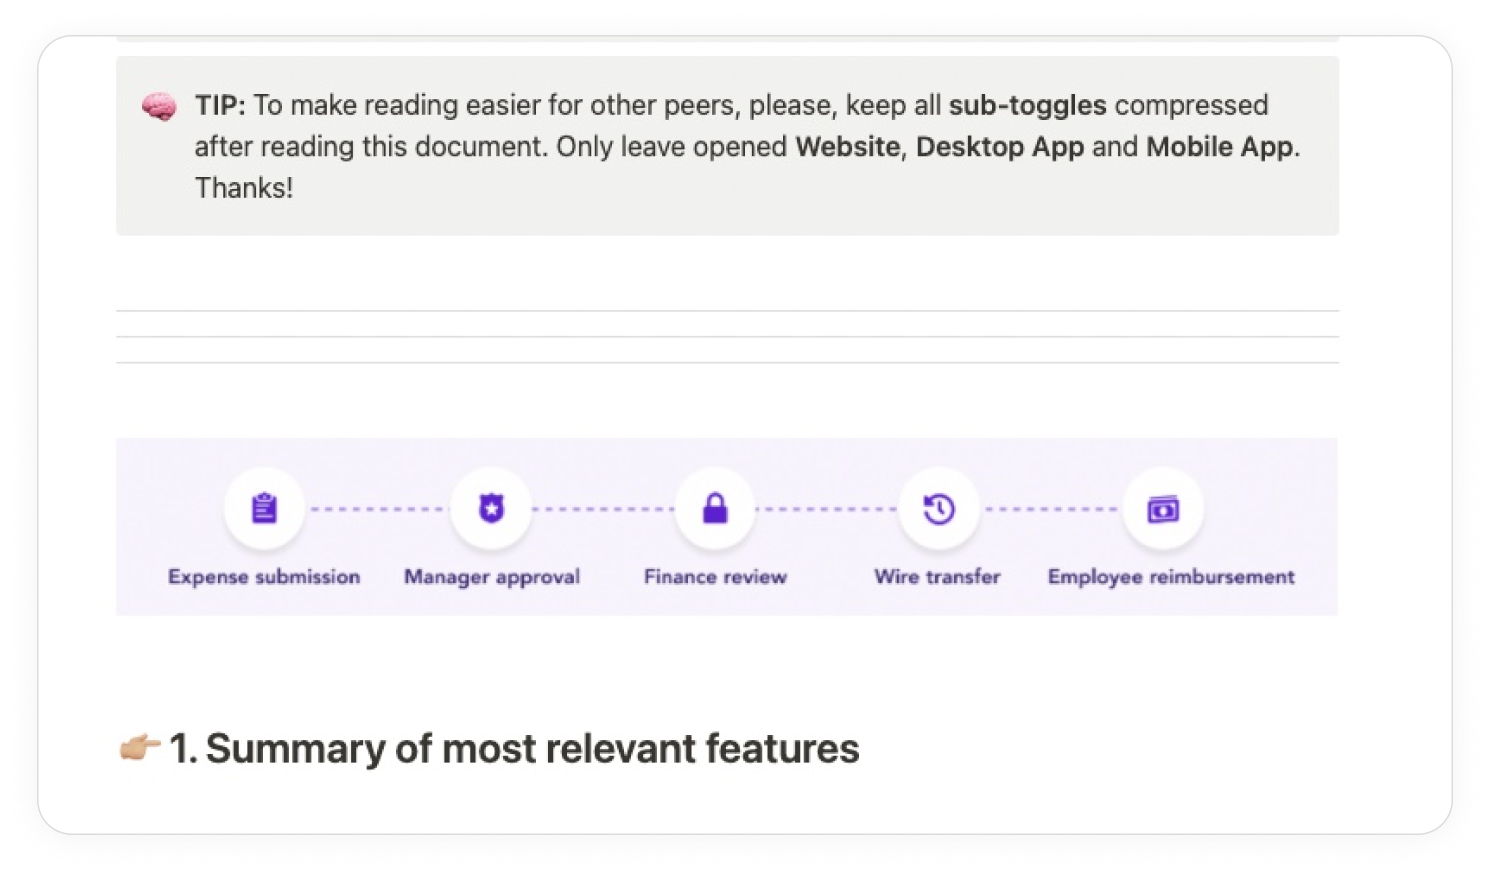 TIP: To make reading easier for other peers, please, keep all sub-toggles compressed
after reading this document. Only leave opened Website, Desktop App and Mobile App.
Thanks!
Expense submission
Manager approval
Finance review
Wire transfer
Employee reimbursement
1. Summary of most relevant features